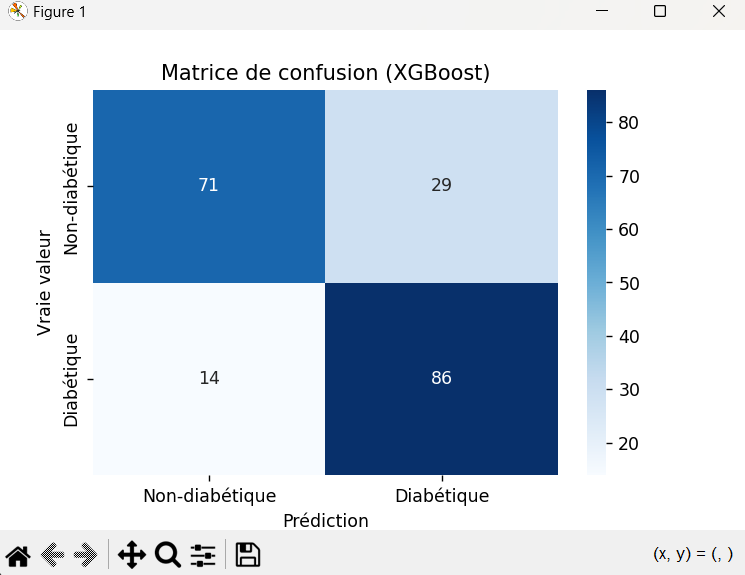 Figure 1
Matrice de confusion (XGBoost)
Vraie valeur
Non-diabétique
Diabétique
71
29
14
86
80
70
60
50
40
30
20
Non-diabétique
Diabétique
Prédiction
(x, y) = (, )